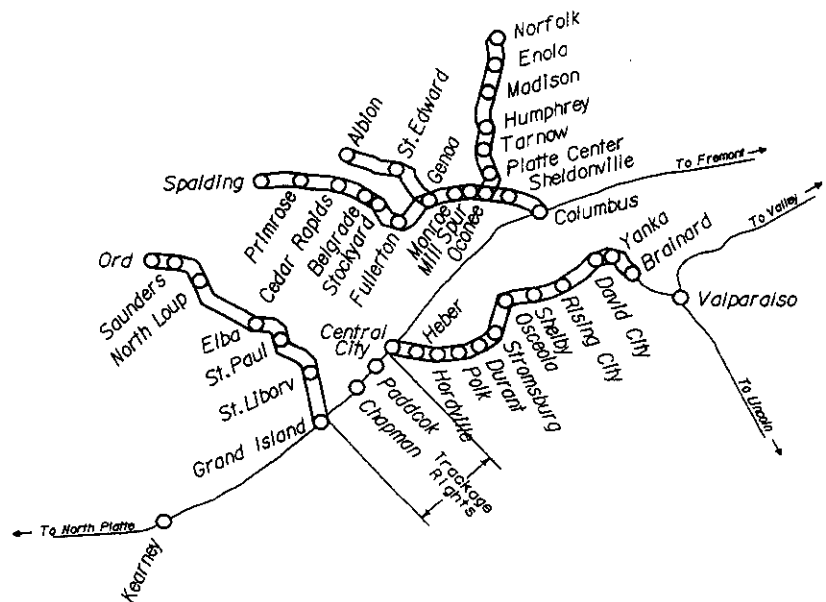 Norfolk
Enola
Madison
Humphrey
Tarnow
Platte Center
Sheldonville
To Fremont
Albion
St. Edward
Genoa
Spalding
Primrose
Cedar Rapids
Belgrade
Stockyard
Fullerton
Monroe
Mill Spur
Oconee
Columbus
To Valley
Yanka
Brainard
Valparaiso
David City
Rising City
Shelby
Osceola
Stromsburg
Durant
Polk
Hordville
Heber
Central
City
Ord
Saunders
North Loup
Elba
St. Paul
St. Libory
Grand Island
Paddcok
Chapman
Trackage
Rights
To Lincoln
To North Platte
Kearney